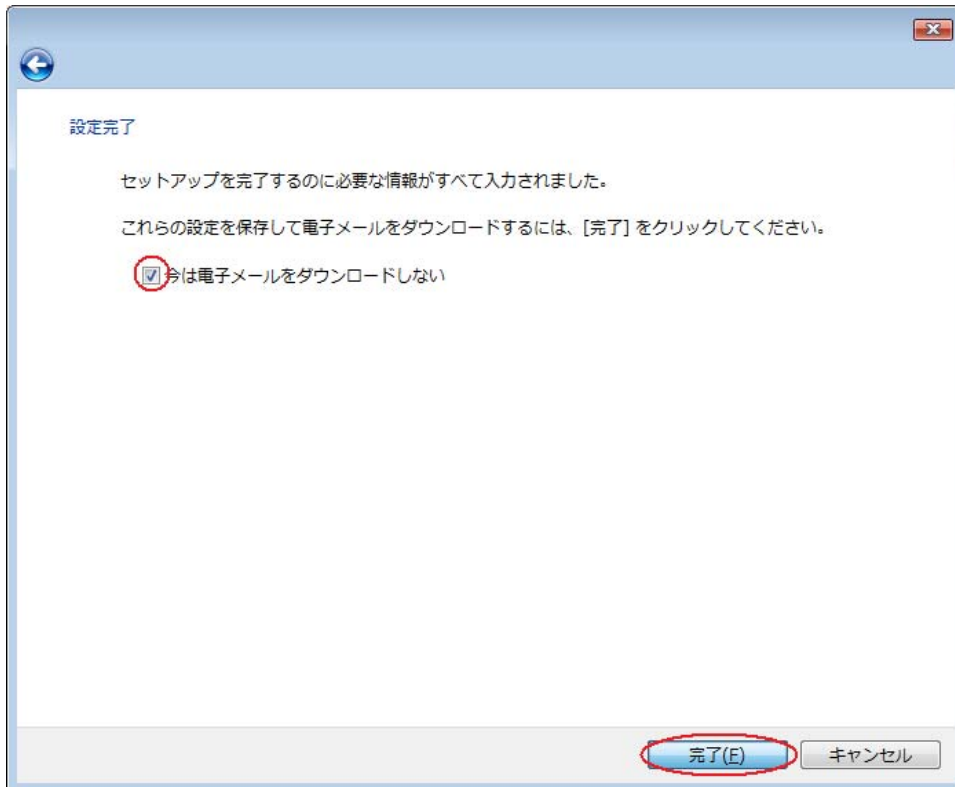 設定完了
セットアップを完了するのに必要な情報がすべて入力されました。
これらの設定を保存して電子メールをダウンロードするには、[完了] をクリックしてください。
今は電子メールをダウンロードしない
完了(F)
キャンセル